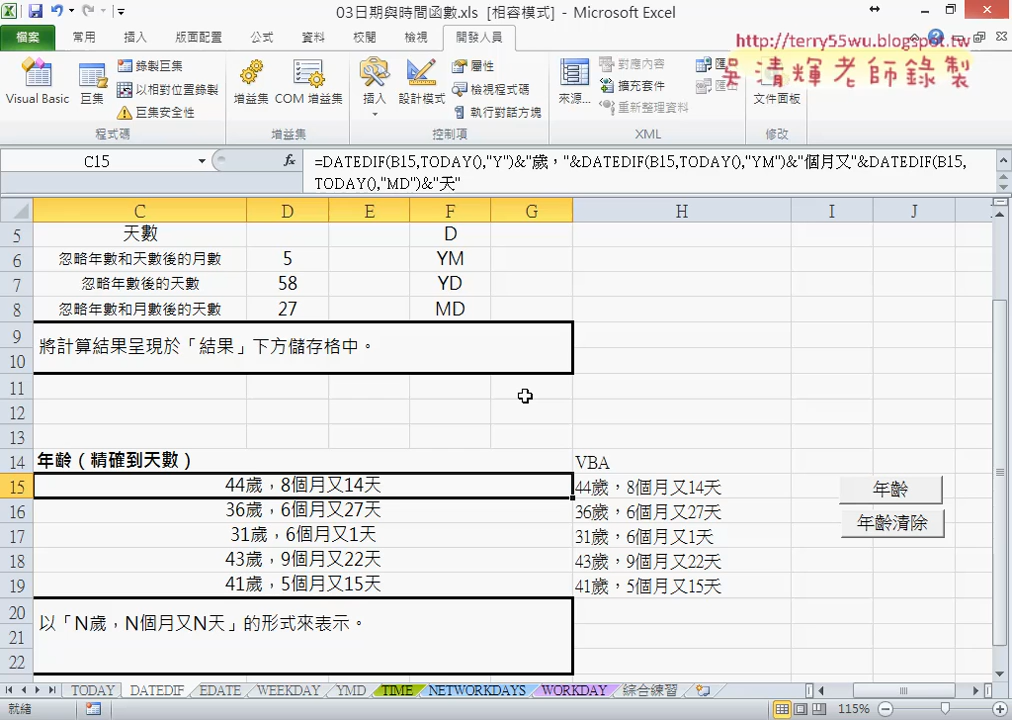 03日期與時間函數.xls [相容模式] - Microsoft Excel
檔案 常用 插入 版面配置 公式 資料 校閱 檢視 開發人員
http://terry55wu.blogspot.tw
吳清輝老師錄製
Visual Basic 巨集 錄製巨集 以相對位置錄製 巨集安全性
增益集 COM 增益集
插入 設計模式 屬性 檢視程式碼 執行對話方塊
來源... 對應內容 擴充套件 重新整理資料
文件面板
程式碼 增益集 控制項 XML 修改
C15 fx =DATEDIF(B15,TODAY(),"Y")&"歲，"&DATEDIF(B15,TODAY(),"YM")&"個月又"&DATEDIF(B15,
TODAY(),"MD")&"天"
C D E F G H I J
5 天數 D
6 忽略年數和天數後的月數 5 YM
7 忽略年數後的天數 58 YD
8 忽略年數和月數後的天數 27 MD
9
將計算結果呈現於「結果」下方儲存格中。
10
11
12
13
14 年齡（精確到天數） VBA
15 44歲，8個月又14天 44歲，8個月又14天 年齡
16 36歲，6個月又27天 36歲，6個月又27天
年齡清除
17 31歲，6個月又1天 31歲，6個月又1天
18 43歲，9個月又22天 43歲，9個月又22天
19 41歲，5個月又15天 41歲，5個月又15天
20
以「N歲，N個月又N天」的形式來表示。
21
22
TODAY DATEDIF EDATE WEEKDAY YMD TIME NETWORKDAYS WORKDAY 綜合練習
就緒 115%